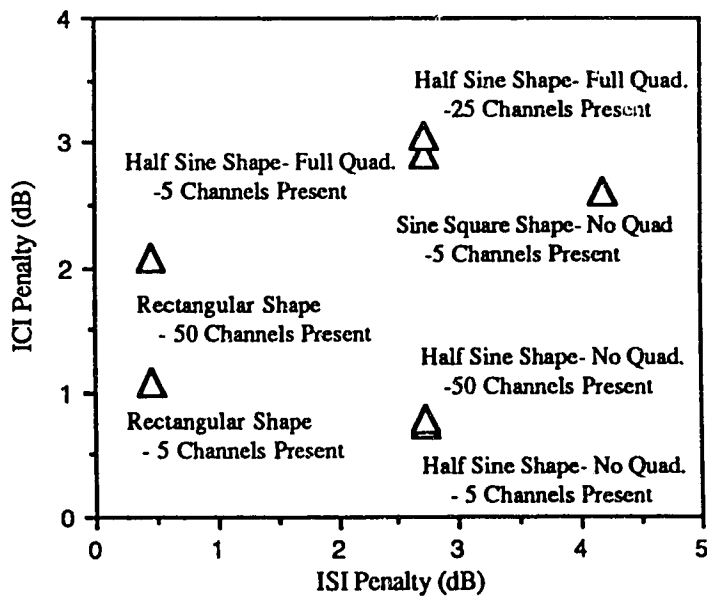 4
Half Sine Shape- Full Quad.
-25 Channels Present
3
Half Sine Shape- Full Quad.
-5 Channels Present
Sine Square Shape- No Quad
-5 Channels Present
ICI Penalty (dB)
2
Rectangular Shape
- 50 Channels Present
Half Sine Shape- No Quad.
-50 Channels Present
1
Rectangular Shape
- 5 Channels Present
Half Sine Shape- No Quad.
- 5 Channels Present
0
0 1 2 3 4 5
ISI Penalty (dB)